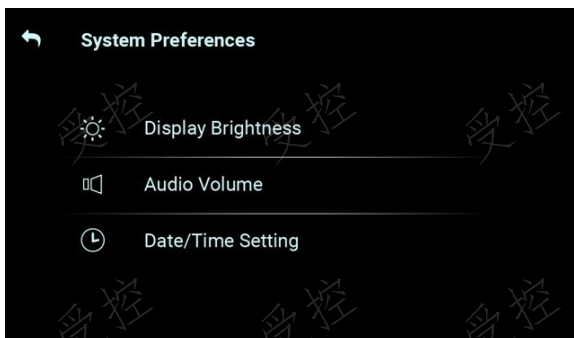 System Preferences
受控 受控 受控
Display Brightness
Audio Volume
Date/Time Setting
受控 受控 受控